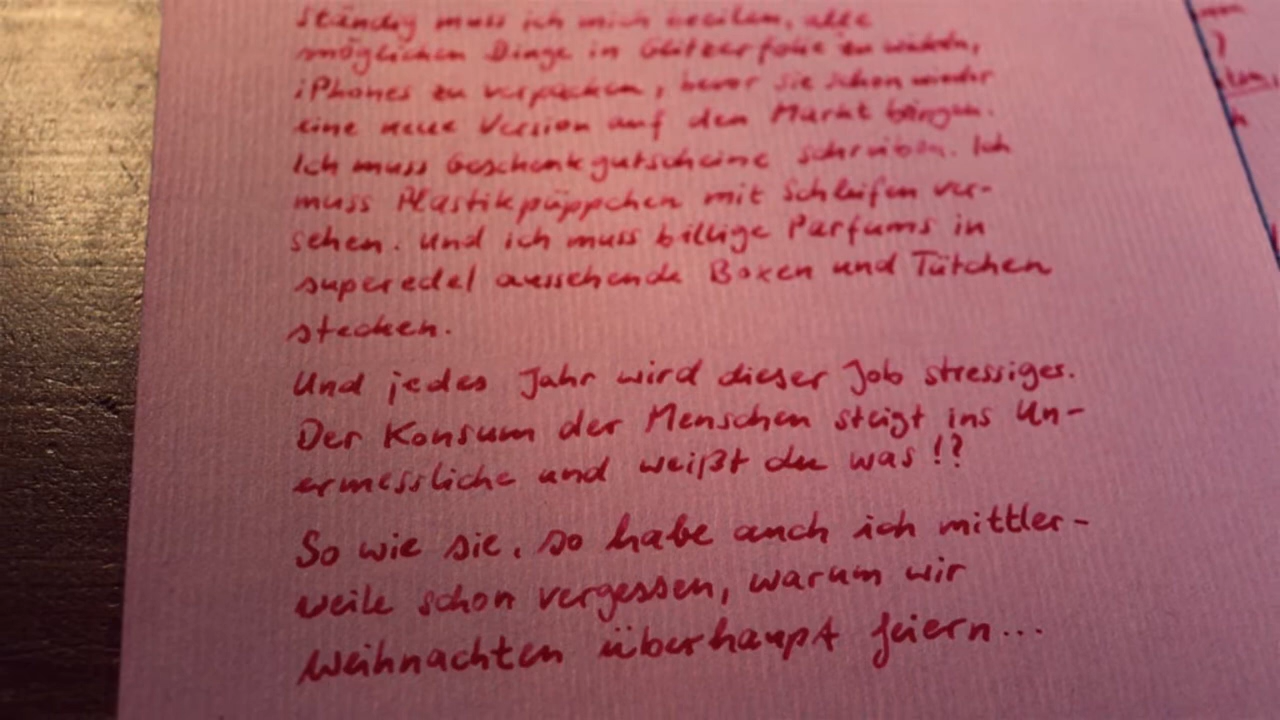 Ständig muss ich mich beeilen, alle
möglichen Dinge in Glitzerfolie zu wickeln,
iPhones zu verpacken, bevor sie schon wieder
eine neue Version auf den Markt bringen.
Ich muss Geschenkgutscheine schreiben. Ich
muss Plastikpüppchen mit Schleifen ver-
sehen. Und ich muss billige Parfums in
superedel aussehende Boxen und Tütchen
stecken.
Und jedes Jahr wird dieser Job stressiger.
Der Konsum der Menschen steigt ins Un-
ermessliche und weißt du was!?
So wie sie, so habe auch ich mittler-
weile schon vergessen, warum wir
Weihnachten überhaupt feiern...